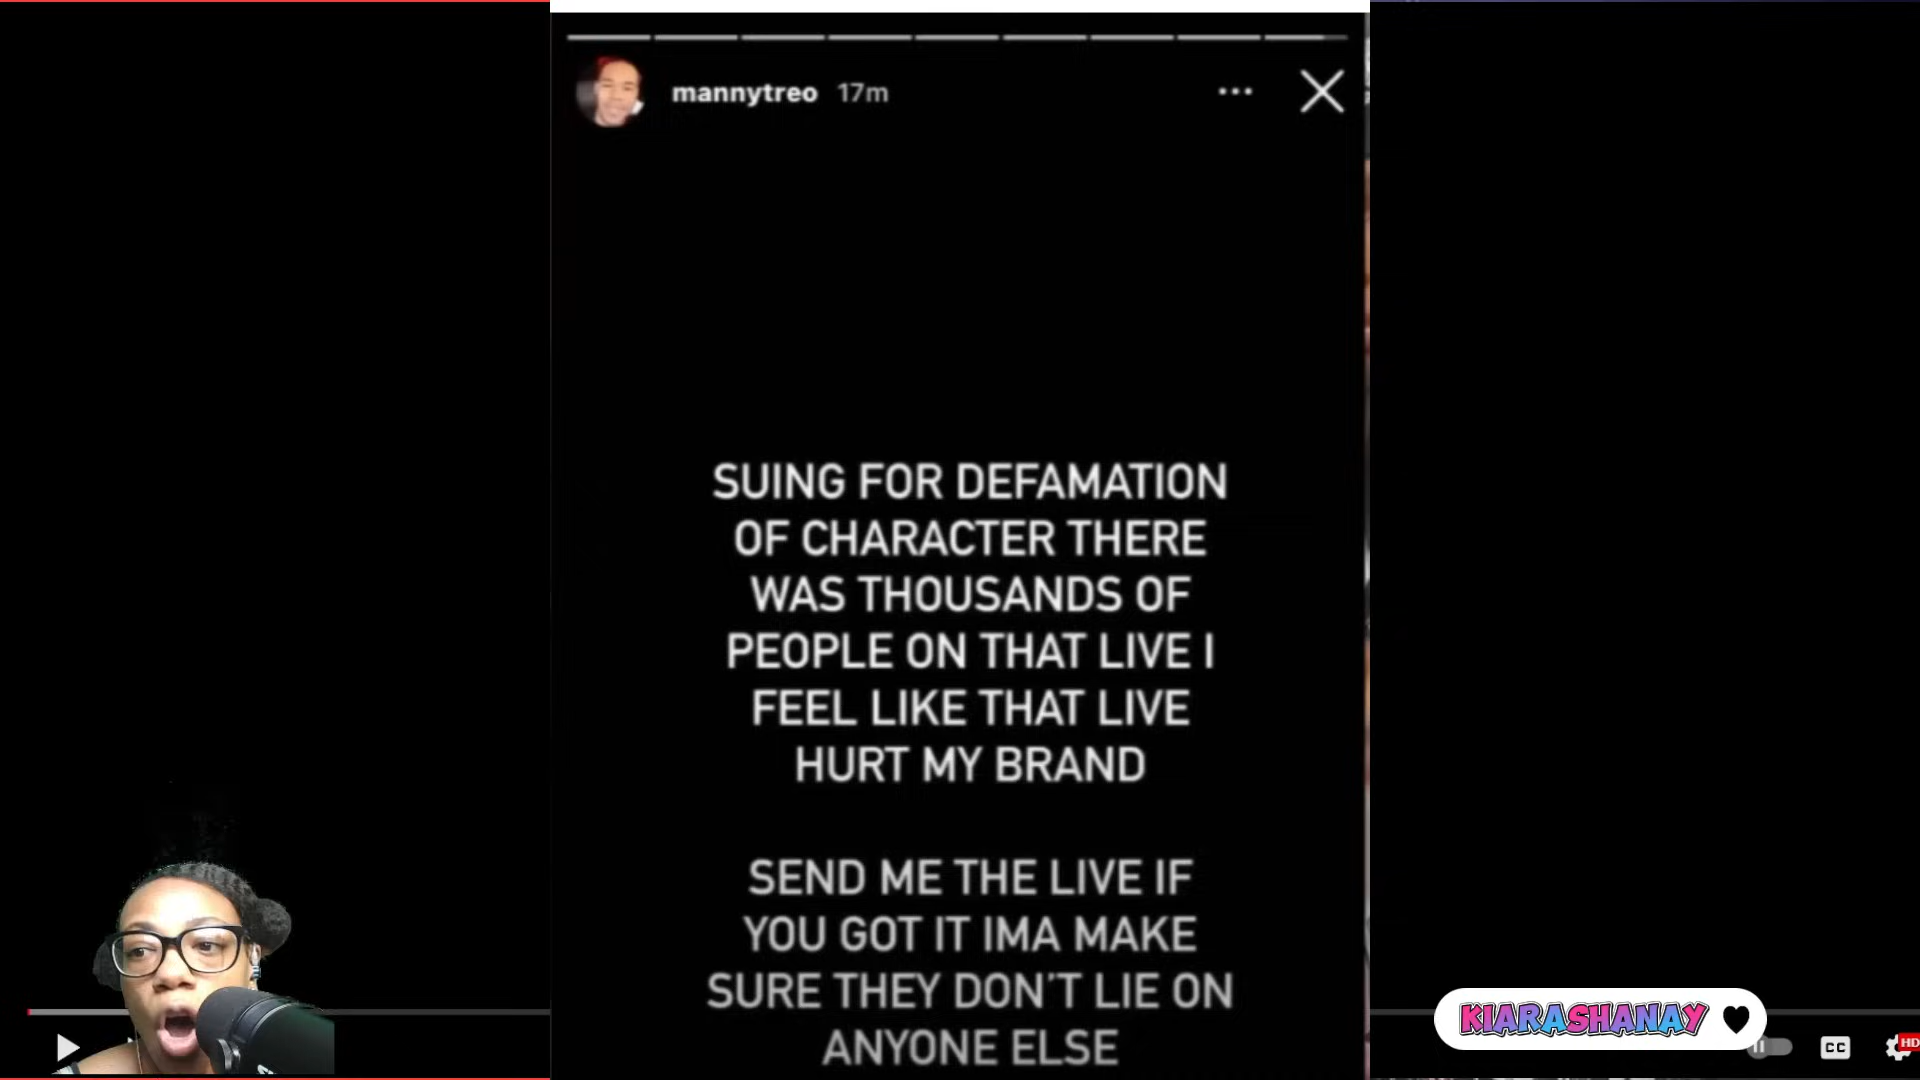 mannytreo 17m
SUING FOR DEFAMATION
OF CHARACTER THERE
WAS THOUSANDS OF
PEOPLE ON THAT LIVE I
FEEL LIKE THAT LIVE
HURT MY BRAND
SEND ME THE LIVE IF
YOU GOT IT IMA MAKE
SURE THEY DON'T LIE ON
ANYONE ELSE
KIARASHANAY
CC
HD